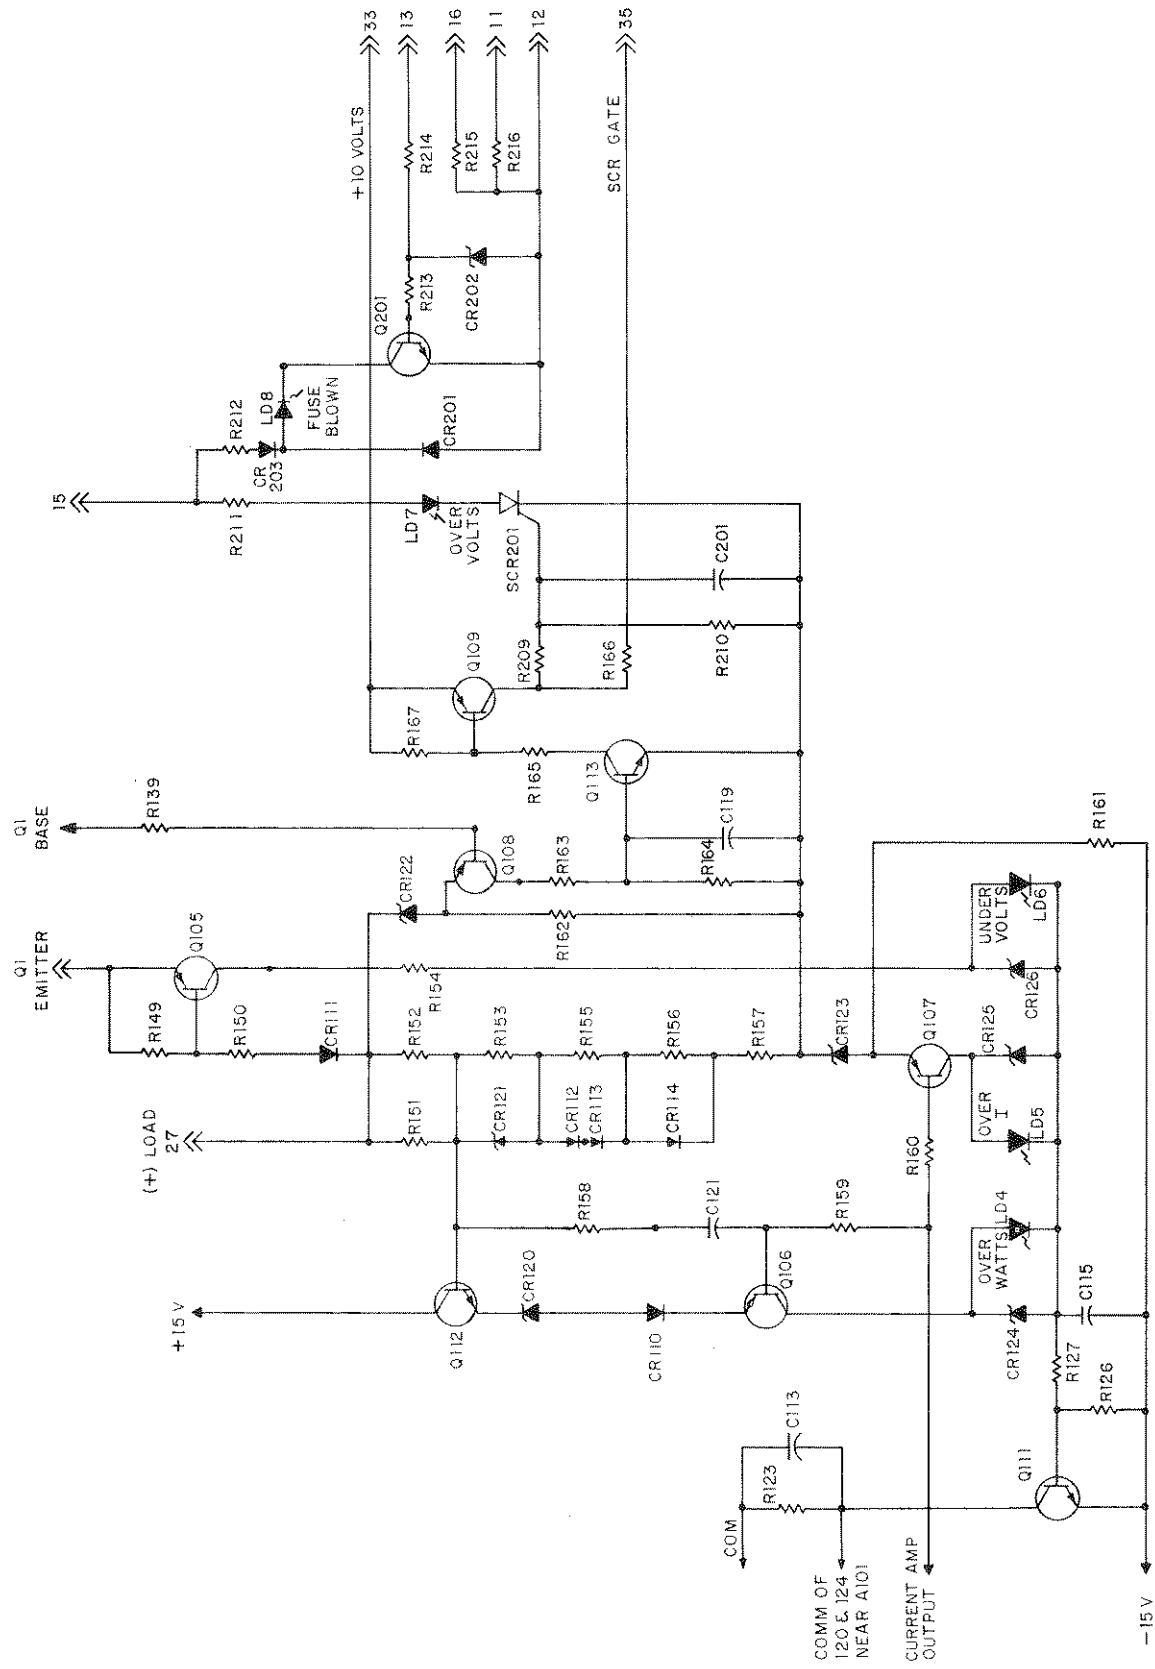 +15V
(+) LOAD
27
Q1
EMITTER
Q1
BASE
15
+10 VOLTS
33
13
16
11
12
35
SCR GATE
R149
R150
CR111
Q105
R139
R211
R212
CR
203
LD8
FUSE
BLOWN
Q201
R214
R215
R216
R213
CR202
CR201
LD7
OVER
VOLTS
SCR201
Q112
R151
R152
R154
CR122
Q108
R167
Q109
CR120
CR121
R153
R158
CR112
CR113
R155
R162
R163
R165
R209
Q113
R166
CR110
Q106
C121
CR114
R156
R164
C119
R210
C201
R159
R157
CR123
COM
R123
C113
COMM OF
120 & 124
NEAR A101
CURRENT AMP
OUTPUT
R160
Q107
OVER
WATTS LD4
OVER
I
LD5
CR125
UNDER
VOLTS
CR126
LD6
R161
CR124
Q111
R127
R126
C115
-15V